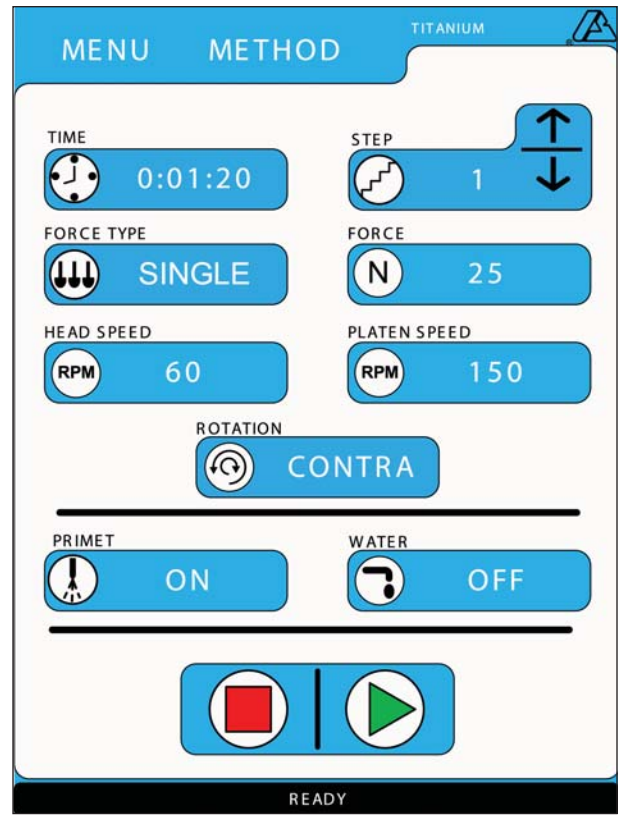 TITANIUM
MENU METHOD
TIME
0:01:20
STEP
1
FORCE TYPE
SINGLE
FORCE
N 25
HEAD SPEED
RPM 60
PLATEN SPEED
RPM 150
ROTATION
CONTRA
PRIMET
ON
WATER
OFF
READY